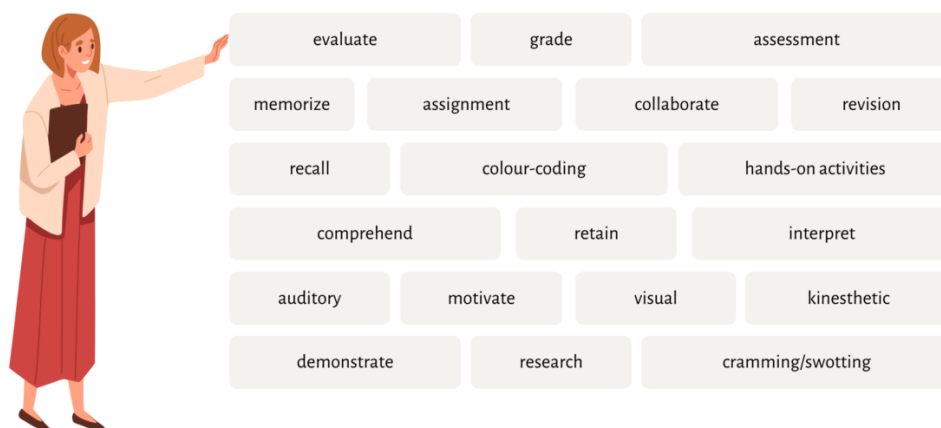 evaluate grade assessment
memorize assignment collaborate revision
recall colour-coding hands-on activities
comprehend retain interpret
auditory motivate visual kinesthetic
demonstrate research cramming/swotting